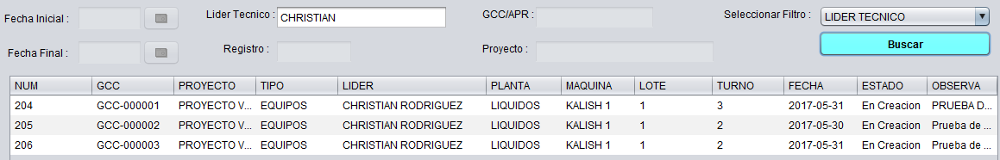 Fecha Inicial :
Lider Tecnico : CHRISTIAN
GCC/APR :
Seleccionar Filtro : LIDER TECNICO
Fecha Final :
Registro :
Proyecto :
Buscar
NUM GCC PROYECTO TIPO LIDER PLANTA MAQUINA LOTE TURNO FECHA ESTADO OBSERVA
204 GCC-000001 PROYECTO V... EQUIPOS CHRISTIAN RODRIGUEZ LIQUIDOS KALISH 1 1 3 2017-05-31 En Creacion PRUEBA D...
205 GCC-000002 PROYECTO V... EQUIPOS CHRISTIAN RODRIGUEZ LIQUIDOS KALISH 1 1 2 2017-05-30 En Creacion Prueba de ...
206 GCC-000003 PROYECTO V... EQUIPOS CHRISTIAN RODRIGUEZ LIQUIDOS KALISH 1 1 2 2017-05-31 En Creacion Prueba de ...